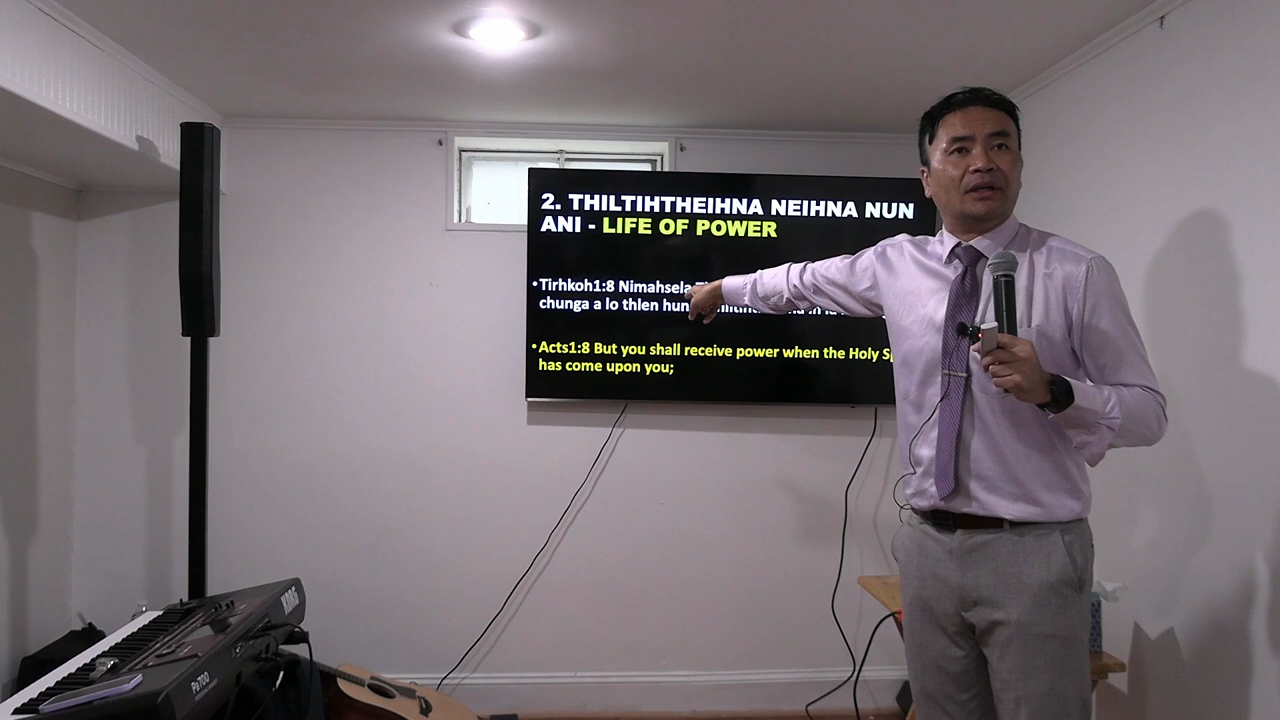 2. THILTIHTHEIHNA NEIHNA NUN
ANI - LIFE OF POWER
•Tirhkoh1:8 Nimahsela
chunga a lo thlen
•Acts1:8 But you shall receive power when the Holy
has come upon you;
KORG
Pa700